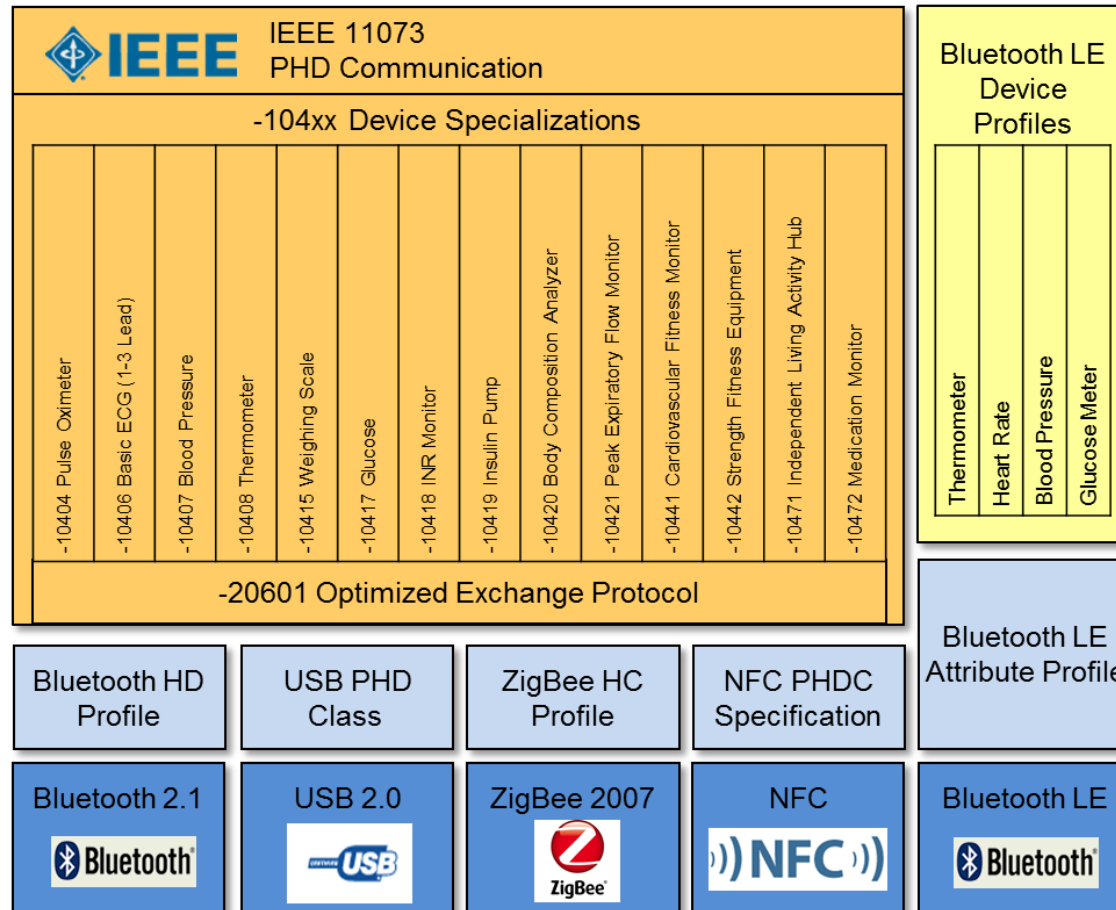 IEEE
IEEE 11073
PHD Communication
-104xx Device Specializations
-10404 Pulse Oximeter
-10406 Basic ECG (1-3 Lead)
-10407 Blood Pressure
-10408 Thermometer
-10415 Weighing Scale
-10417 Glucose
-10418 INR Monitor
-10419 Insulin Pump
-10420 Body Composition Analyzer
-10421 Peak Expiratory Flow Monitor
-10441 Cardiovascular Fitness Monitor
-10442 Strength Fitness Equipment
-10471 Independent Living Activity Hub
-10472 Medication Monitor
-20601 Optimized Exchange Protocol
Bluetooth LE
Device
Profiles
Thermometer
Heart Rate
Blood Pressure
Glucose Meter
Bluetooth HD
Profile
USB PHD
Class
ZigBee HC
Profile
NFC PHDC
Specification
Bluetooth LE
Attribute Profile
Bluetooth 2.1
Bluetooth
USB 2.0
CERTIFIED USB
ZigBee 2007
ZigBee
NFC
NFC
Bluetooth LE
Bluetooth